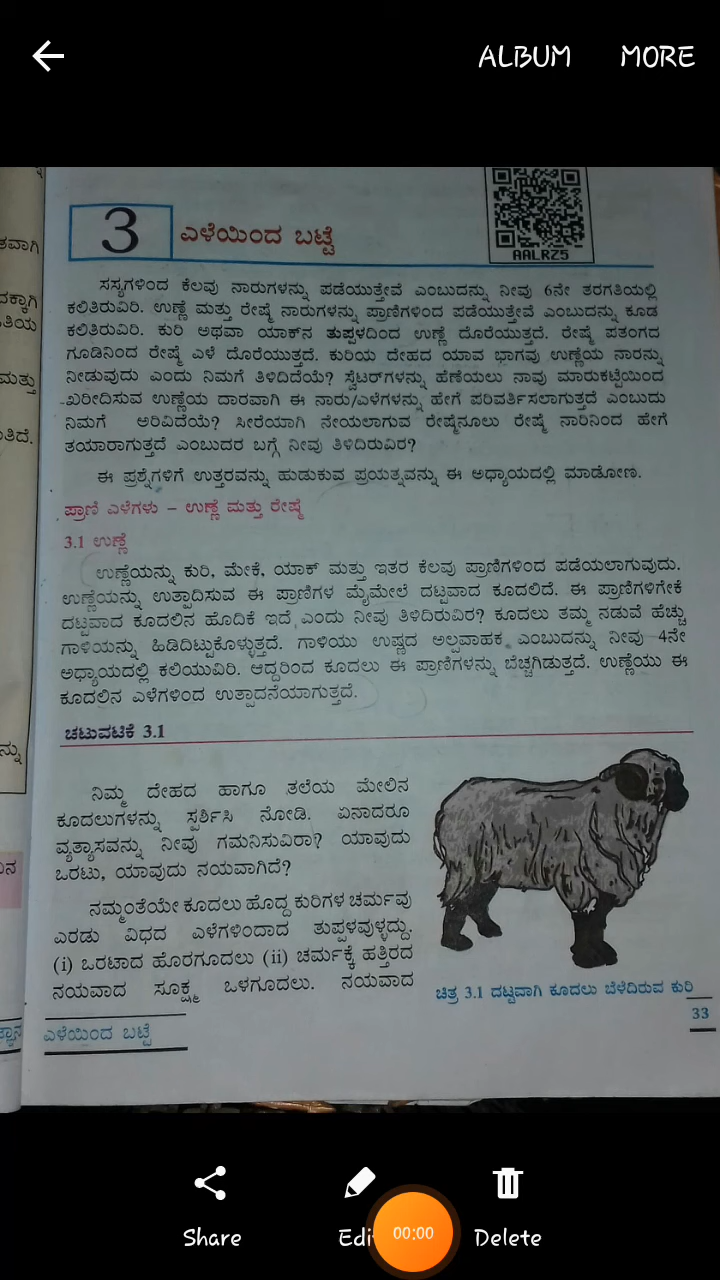 ALBUM MORE
AALRZ5
3 ಎಳೆಯಿಂದ ಬಟ್ಟೆ
ಸಸ್ಯಗಳಿಂದ ಕೆಲವು ನಾರುಗಳನ್ನು ಪಡೆಯುತ್ತೇವೆ ಎಂಬುದನ್ನು ನೀವು 6ನೇ ತರಗತಿಯಲ್ಲಿ
ಕಲಿತಿರುವಿರಿ. ಉಣ್ಣೆ ಮತ್ತು ರೇಷ್ಮೆ ನಾರುಗಳನ್ನು ಪ್ರಾಣಿಗಳಿಂದ ಪಡೆಯುತ್ತೇವೆ ಎಂಬುದನ್ನು ಕೂಡ
ಕಲಿತಿರುವಿರಿ. ಕುರಿ ಅಥವಾ ಯಾಕ್‌ನ ತುಪ್ಪಳದಿಂದ ಉಣ್ಣೆ ದೊರೆಯುತ್ತದೆ. ರೇಷ್ಮೆ ಪತಂಗದ
ಗೂಡಿನಿಂದ ರೇಷ್ಮೆ ಎಳೆ ದೊರೆಯುತ್ತದೆ. ಕುರಿಯ ದೇಹದ ಯಾವ ಭಾಗವು ಉಣ್ಣೆಯ ನಾರನ್ನು
ನೀಡುವುದು ಎಂದು ನಿಮಗೆ ತಿಳಿದಿದೆಯೆ? ಸ್ವೆಟರ್‌ಗಳನ್ನು ಹೆಣೆಯಲು ನಾವು ಮಾರುಕಟ್ಟೆಯಿಂದ
ಖರೀದಿಸುವ ಉಣ್ಣೆಯ ದಾರವಾಗಿ ಈ ನಾರು/ಎಳೆಗಳನ್ನು ಹೇಗೆ ಪರಿವರ್ತಿಸಲಾಗುತ್ತದೆ ಎಂಬುದು
ನಿಮಗೆ ಅರಿವಿದೆಯೆ? ಸೀರೆಯಾಗಿ ನೇಯಲಾಗುವ ರೇಷ್ಮೆನೂಲು ರೇಷ್ಮೆ ನಾರಿನಿಂದ ಹೇಗೆ
ತಯಾರಾಗುತ್ತದೆ ಎಂಬುದರ ಬಗ್ಗೆ ನೀವು ತಿಳಿದಿರುವಿರ?
ಈ ಪ್ರಶ್ನೆಗಳಿಗೆ ಉತ್ತರವನ್ನು ಹುಡುಕುವ ಪ್ರಯತ್ನವನ್ನು ಈ ಅಧ್ಯಾಯದಲ್ಲಿ ಮಾಡೋಣ.
ಪ್ರಾಣಿ ಎಳೆಗಳು – ಉಣ್ಣೆ ಮತ್ತು ರೇಷ್ಮೆ
3.1 ಉಣ್ಣೆ
ಉಣ್ಣೆಯನ್ನು ಕುರಿ, ಮೇಕೆ, ಯಾಕ್ ಮತ್ತು ಇತರ ಕೆಲವು ಪ್ರಾಣಿಗಳಿಂದ ಪಡೆಯಲಾಗುವುದು.
ಉಣ್ಣೆಯನ್ನು ಉತ್ಪಾದಿಸುವ ಈ ಪ್ರಾಣಿಗಳ ಮೈಮೇಲೆ ದಟ್ಟವಾದ ಕೂದಲಿದೆ. ಈ ಪ್ರಾಣಿಗಳಿಗೇಕೆ
ದಟ್ಟವಾದ ಕೂದಲಿನ ಹೊದಿಕೆ ಇದೆ ಎಂದು ನೀವು ತಿಳಿದಿರುವಿರ? ಕೂದಲು ತಮ್ಮ ನಡುವೆ ಹೆಚ್ಚು
ಗಾಳಿಯನ್ನು ಹಿಡಿದಿಟ್ಟುಕೊಳ್ಳುತ್ತದೆ. ಗಾಳಿಯು ಉಷ್ಣದ ಅಲ್ಪವಾಹಕ ಎಂಬುದನ್ನು ನೀವು 4ನೇ
ಅಧ್ಯಾಯದಲ್ಲಿ ಕಲಿಯುವಿರಿ. ಆದ್ದರಿಂದ ಕೂದಲು ಈ ಪ್ರಾಣಿಗಳನ್ನು ಬೆಚ್ಚಗಿಡುತ್ತದೆ. ಉಣ್ಣೆಯು ಈ
ಕೂದಲಿನ ಎಳೆಗಳಿಂದ ಉತ್ಪಾದನೆಯಾಗುತ್ತದೆ.
ಚಟುವಟಿಕೆ 3.1
ನಿಮ್ಮ ದೇಹದ ಹಾಗೂ ತಲೆಯ ಮೇಲಿನ
ಕೂದಲುಗಳನ್ನು ಸ್ಪರ್ಶಿಸಿ ನೋಡಿ. ಏನಾದರೂ
ವ್ಯತ್ಯಾಸವನ್ನು ನೀವು ಗಮನಿಸುವಿರಾ? ಯಾವುದು
ಒರಟು, ಯಾವುದು ನಯವಾಗಿದೆ?
ನಮ್ಮಂತೆಯೇ ಕೂದಲು ಹೊದ್ದ ಕುರಿಗಳ ಚರ್ಮವು
ಎರಡು ವಿಧದ ಎಳೆಗಳಿಂದಾದ ತುಪ್ಪಳವುಳ್ಳದ್ದು.
(i) ಒರಟಾದ ಹೊರಗೂದಲು (ii) ಚರ್ಮಕ್ಕೆ ಹತ್ತಿರದ
ನಯವಾದ ಸೂಕ್ಷ್ಮ ಒಳಗೂದಲು. ನಯವಾದ
ಚಿತ್ರ 3.1 ದಟ್ಟವಾಗಿ ಕೂದಲು ಬೆಳೆದಿರುವ ಕುರಿ
33
ಎಳೆಯಿಂದ ಬಟ್ಟೆ
Share Edi Delete
00:00